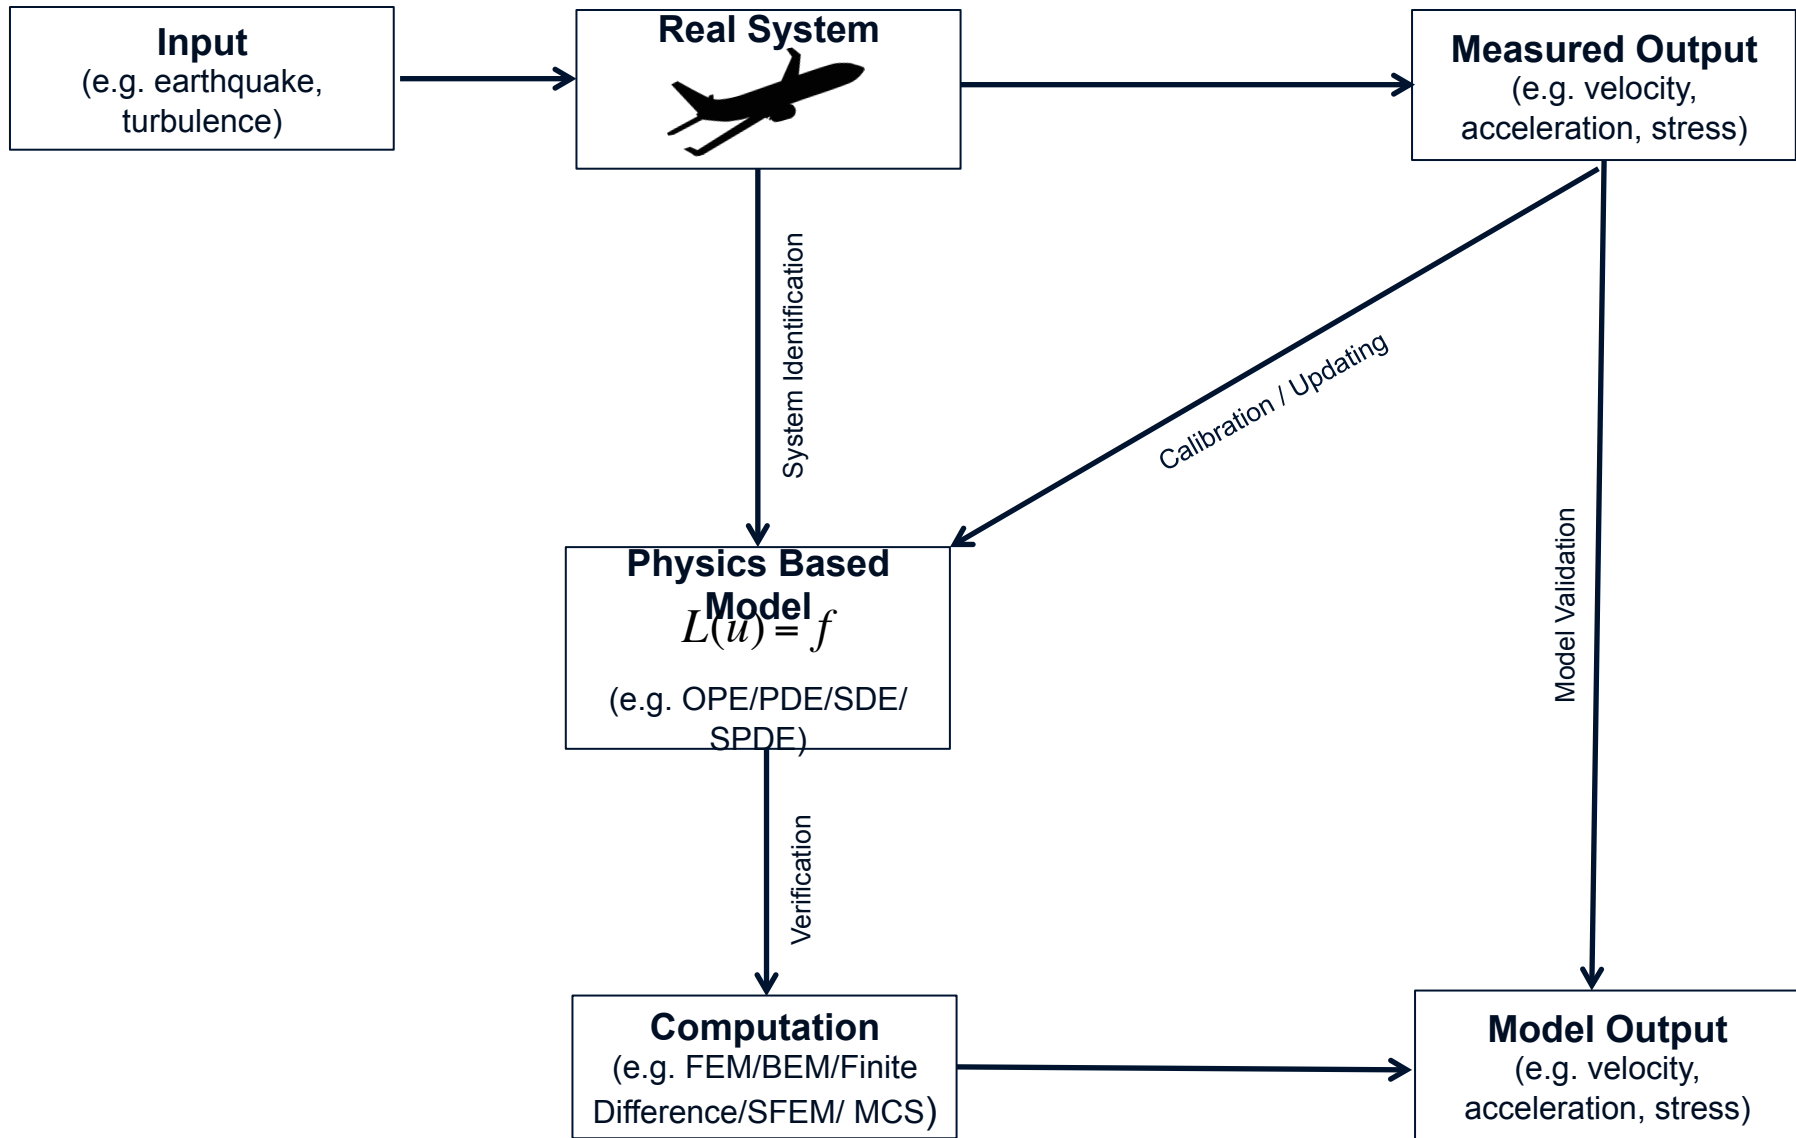 Input
(e.g. earthquake,
turbulence)
Real System
Measured Output
(e.g. velocity,
acceleration, stress)
System Identification
Calibration / Updating
Model Validation
Physics Based
Model
L(u) = f
(e.g. OPE/PDE/SDE/
SPDE)
Verification
Computation
(e.g. FEM/BEM/Finite
Difference/SFEM/ MCS)
Model Output
(e.g. velocity,
acceleration, stress)